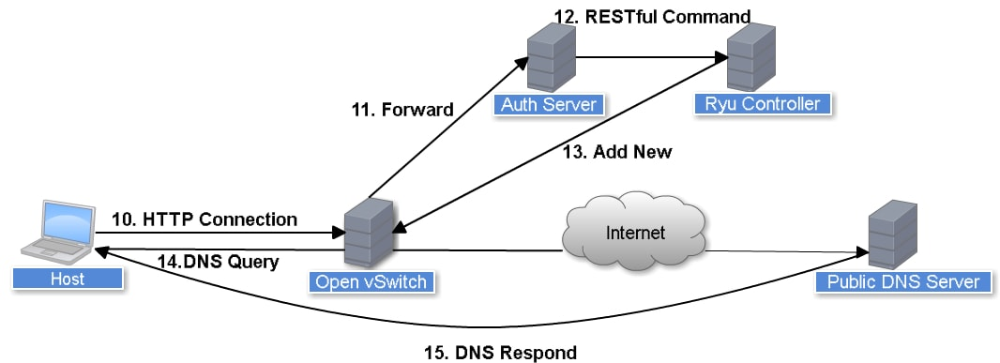 12. RESTful Command
11. Forward
Auth Server
Ryu Controller
13. Add New
10. HTTP Connection
Internet
14.DNS Query
Host
Open vSwitch
Public DNS Server
15. DNS Respond